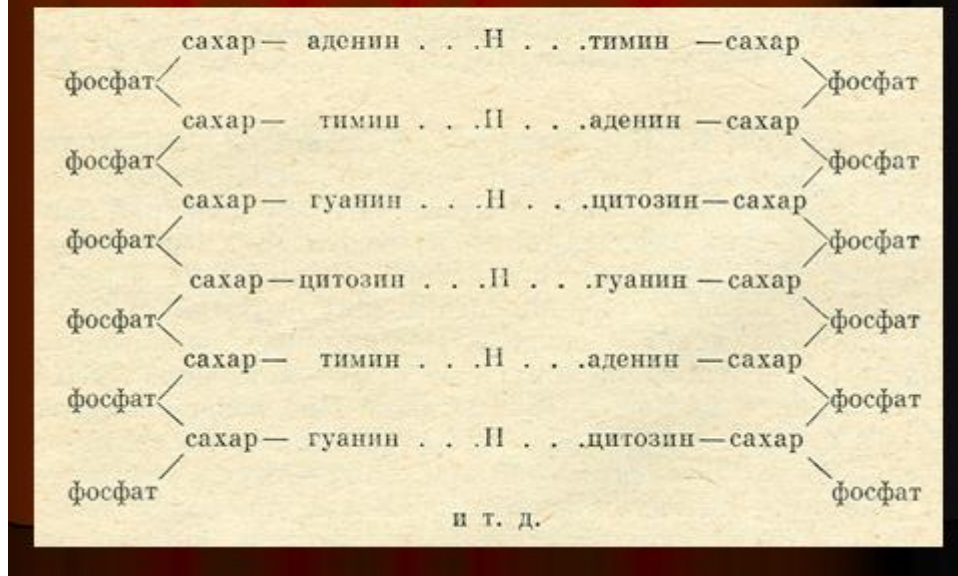 сахар— аденин . . .Н . . .тимин —сахар
фосфат фосфат
сахар— тимин . . .Н . . .аденин —сахар
фосфат фосфат
сахар— гуанин . . .Н . . .цитозин—сахар
фосфат фосфат
сахар—цитозин . . .Н . . .гуанин —сахар
фосфат фосфат
сахар— тимин . . .Н . . .аденин —сахар
фосфат фосфат
сахар— гуанин . . .Н . . .цитозин—сахар
фосфат фосфат
и т. д.